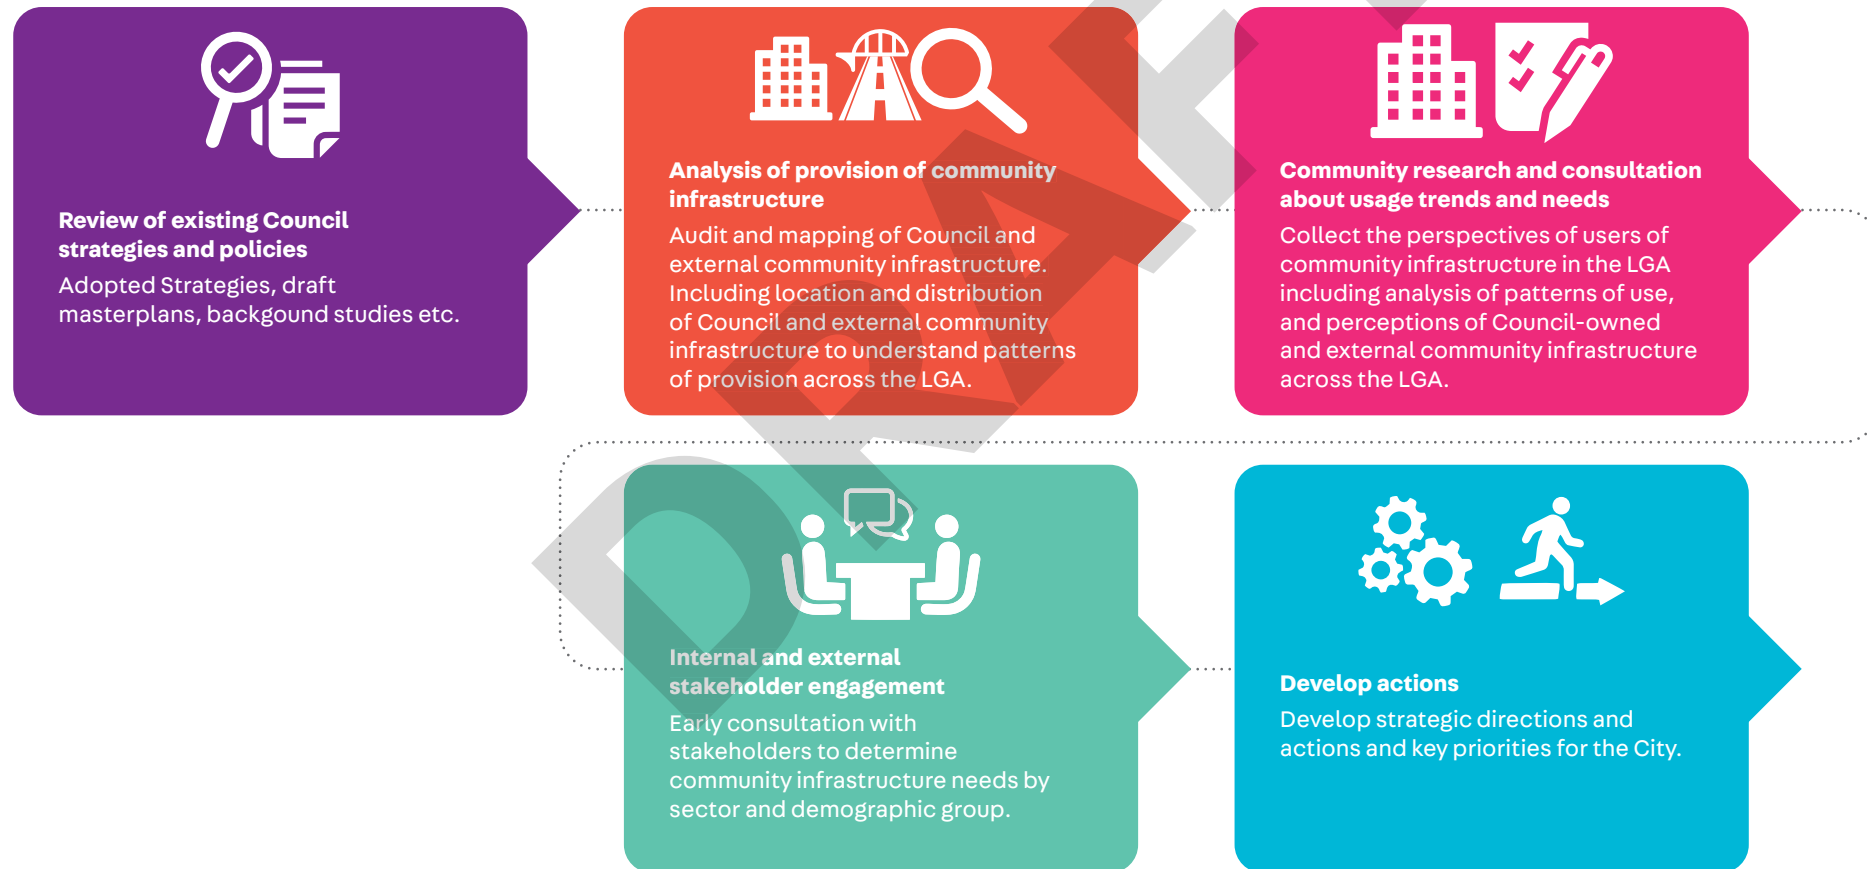 Review of existing Council
strategies and policies
Adopted Strategies, draft
masterplans, backgound studies etc.
Analysis of provision of community
infrastructure
Audit and mapping of Council and
external community infrastructure.
Including location and distribution
of Council and external community
infrastructure to understand patterns
of provision across the LGA.
Community research and consultation
about usage trends and needs
Collect the perspectives of users of
community infrastructure in the LGA
including analysis of patterns of use,
and perceptions of Council-owned
and external community infrastructure
across the LGA.
Internal and external
stakeholder engagement
Early consultation with
stakeholders to determine
community infrastructure needs by
sector and demographic group.
Develop actions
Develop strategic directions and
actions and key priorities for the City.
DRAF